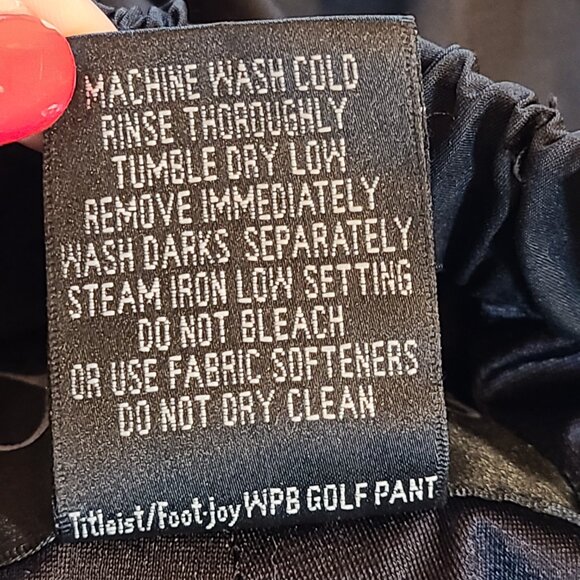 MACHINE WASH COLD
RINSE THOROUGHLY
TUMBLE DRY LOW
REMOVE IMMEDIATELY
WASH DARKS SEPARATELY
STEAM IRON LOW SETTING
DO NOT BLEACH
OR USE FABRIC SOFTENERS
DO NOT DRY CLEAN
Titleist/Foot-joy WPB GOLF PANT